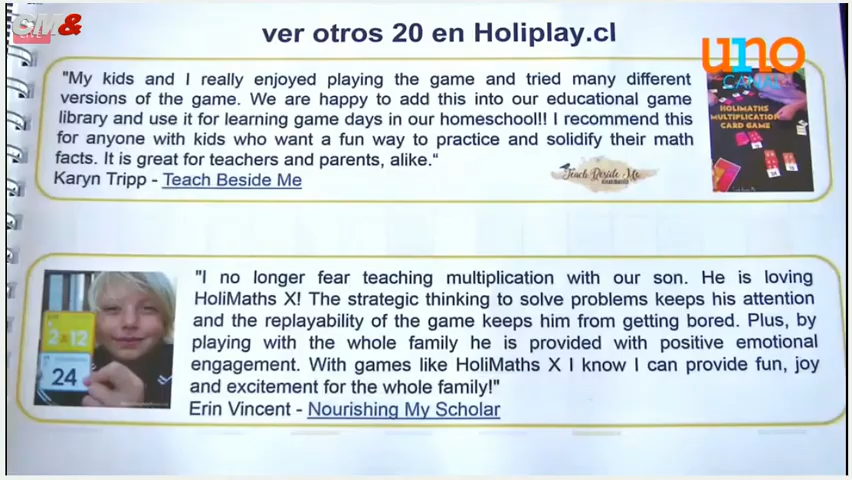 GM&
LIVE
ver otros 20 en Holiplay.cl
uno
CANAL
"My kids and I really enjoyed playing the game and tried many different
versions of the game. We are happy to add this into our educational game
library and use it for learning game days in our homeschool!! I recommend this
for anyone with kids who want a fun way to practice and solidify their math
facts. It is great for teachers and parents, alike."
Karyn Tripp - Teach Beside Me
Teach Beside Me
HOLIMATHS
MULTIPLICATION
CARD GAME
"I no longer fear teaching multiplication with our son. He is loving
HoliMaths X! The strategic thinking to solve problems keeps his attention
and the replayability of the game keeps him from getting bored. Plus, by
playing with the whole family he is provided with positive emotional
engagement. With games like HoliMaths X I know I can provide fun, joy
and excitement for the whole family!"
Erin Vincent - Nourishing My Scholar
2x12
24